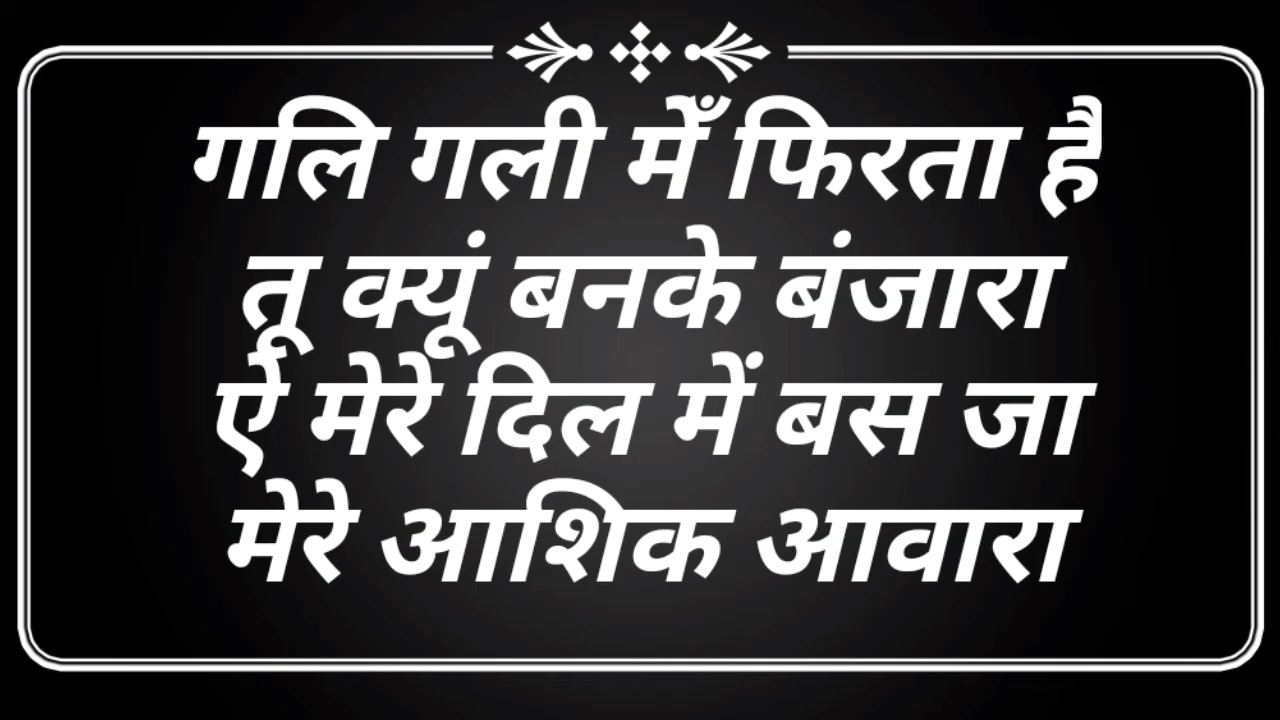 गलि गली मेँ फिरता है
तू क्यूं बनके बंजारा
ऐ मेरे दिल में बस जा
मेरे आशिक आवारा